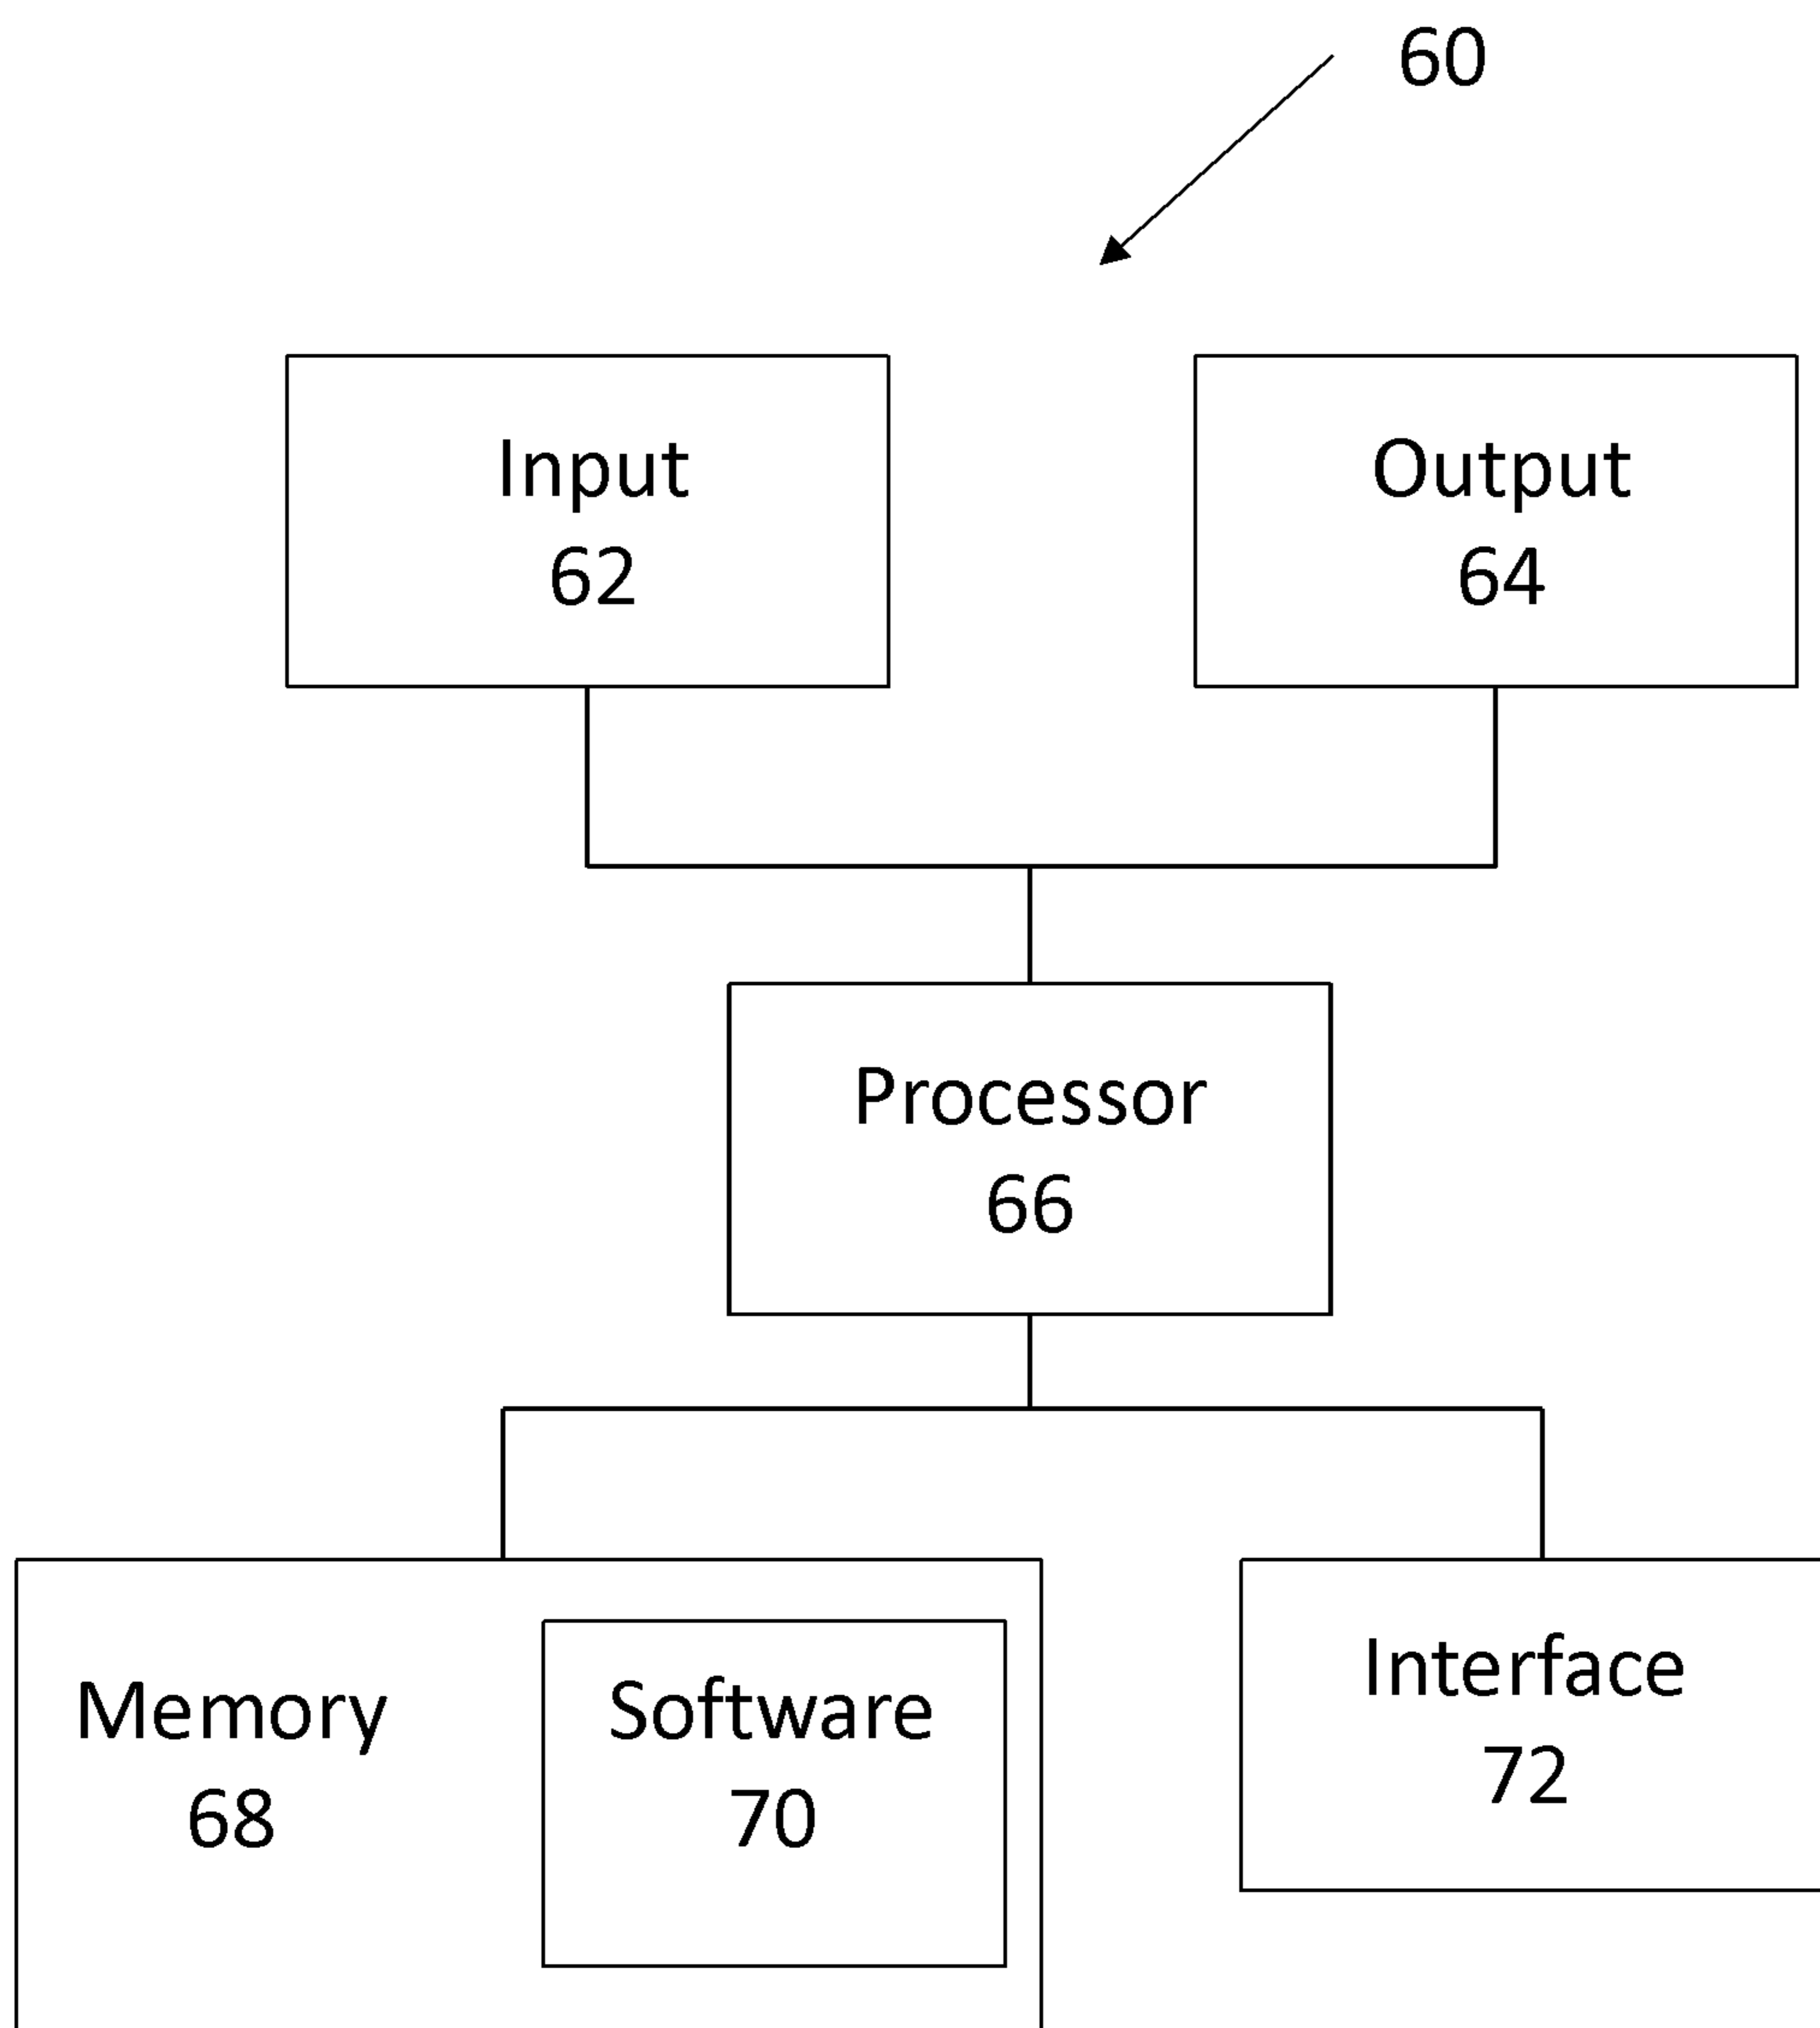 60
Input
62
Output
64
Processor
66
Memory
68
Software
70
Interface
72